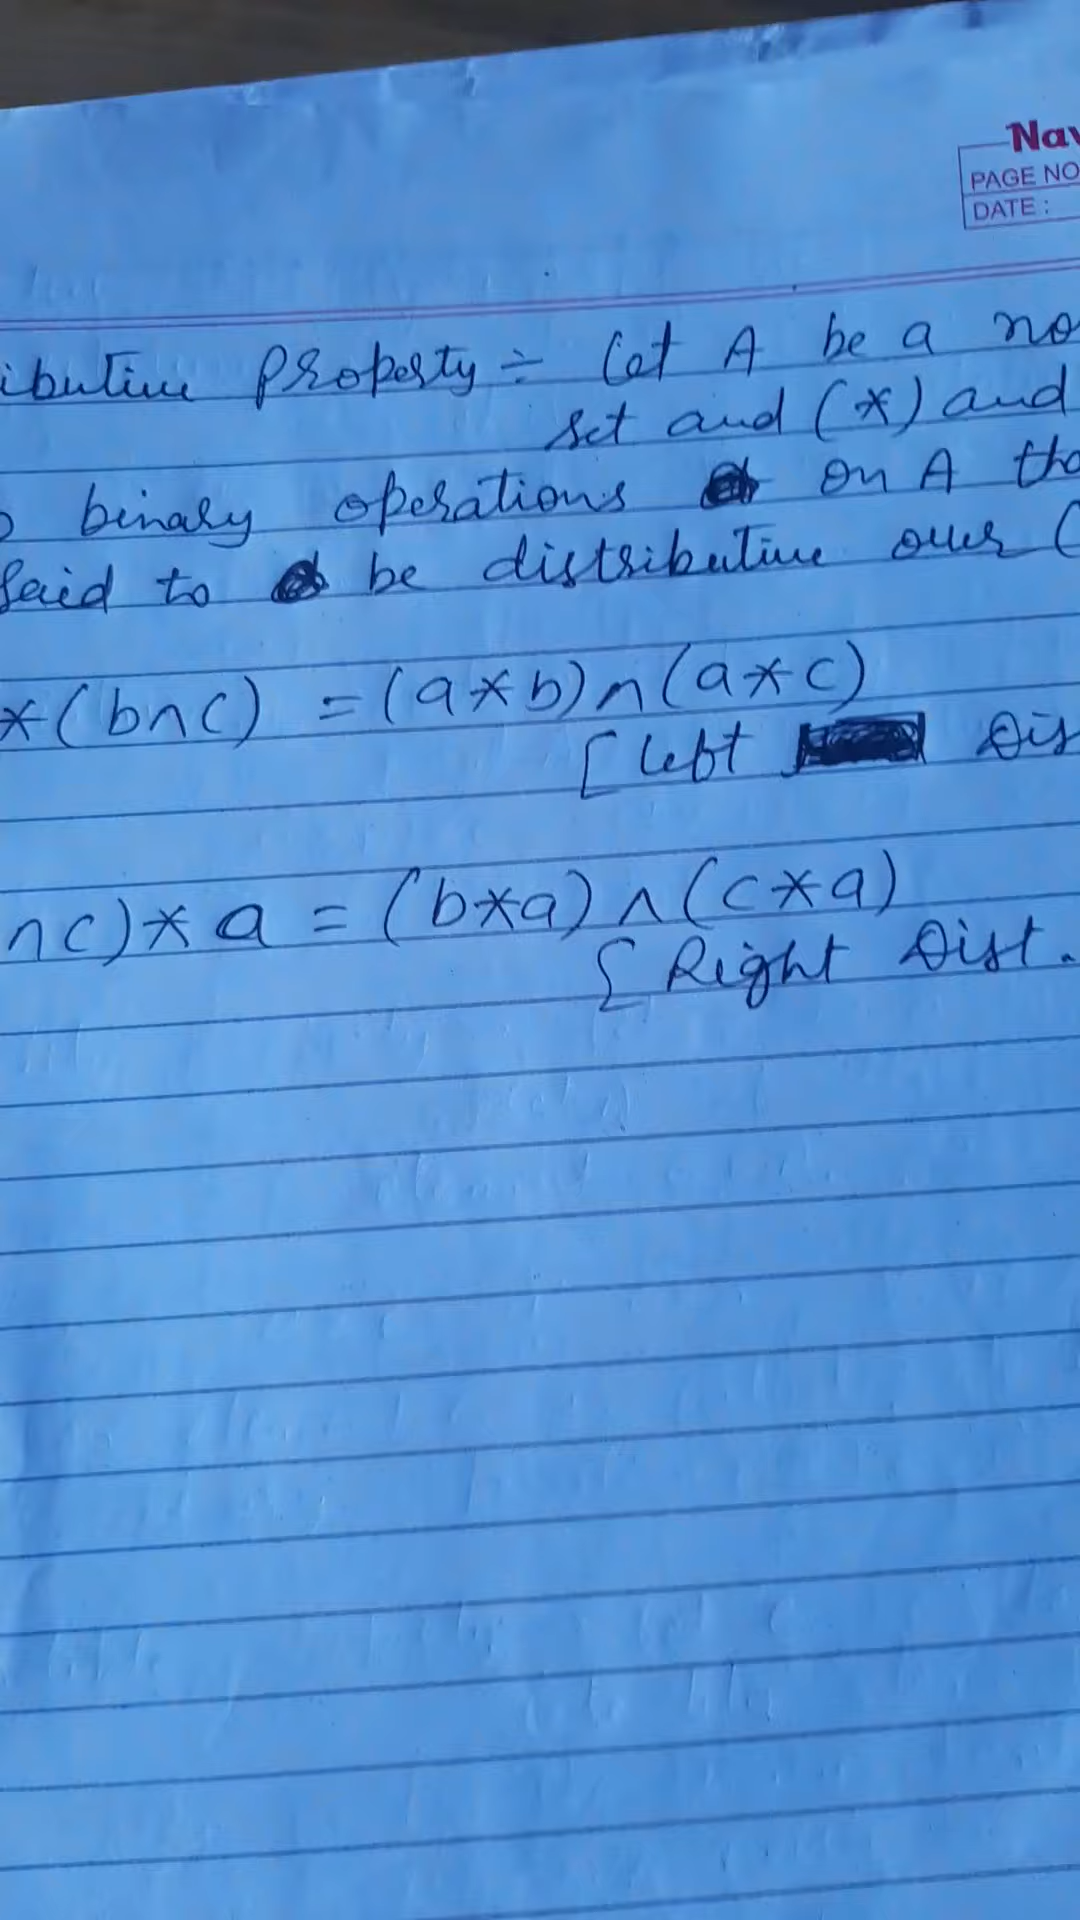 Nav
PAGE NO
DATE :
ibutive Property ÷ Let A be a no
set and (*) and
o binary operations on A tha
said to be distributive over (
*(b∩c) = (a*b)∩(a*c)
[left Dis
∩c)*a = (b*a)∧(c*a)
{Right Dist.